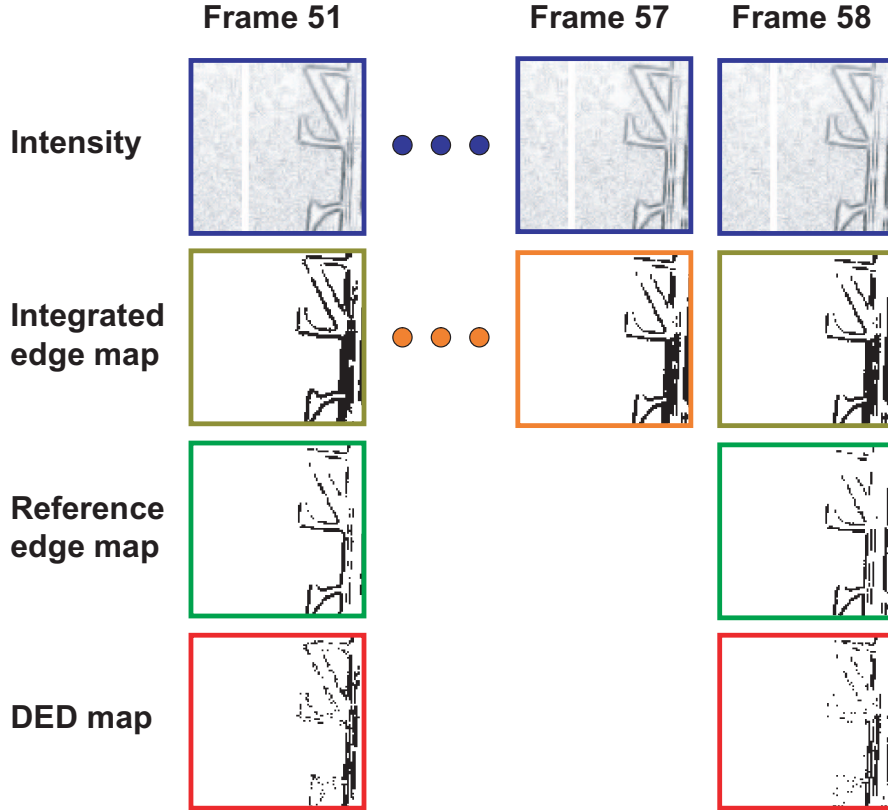 Frame 51
Frame 57
Frame 58
Intensity
Integrated
edge map
Reference
edge map
DED map